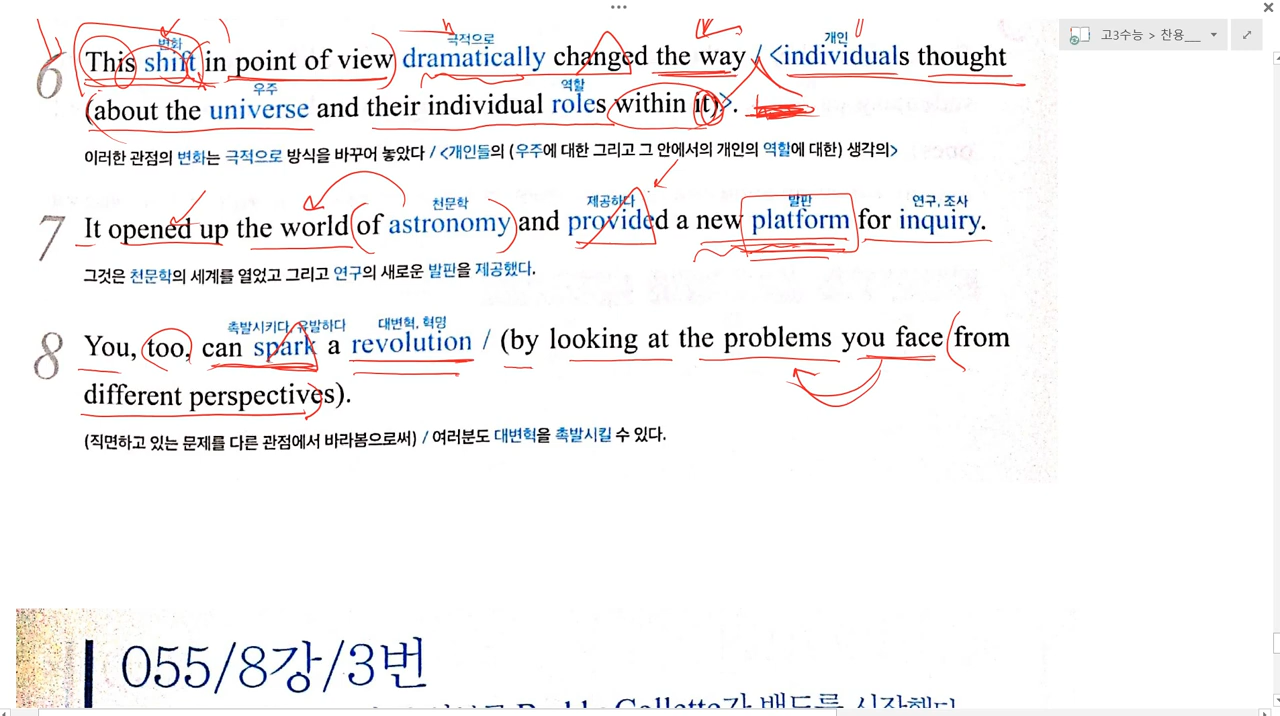 고3수능 > 찬용__
변화 극적으로 개인
6 This shift in point of view dramatically changed the way / <individuals thought
우주 역할
(about the universe and their individual roles within it)>.
이러한 관점의 변화는 극적으로 방식을 바꾸어 놓았다 / <개인들의 (우주에 대한 그리고 그 안에서의 개인의 역할에 대한) 생각의>
천문학 제공하다 발판 연구, 조사
7 It opened up the world of astronomy and provided a new platform for inquiry.
그것은 천문학의 세계를 열었고 그리고 연구의 새로운 발판을 제공했다.
촉발시키다, 유발하다 대변혁, 혁명
8 You, too, can spark a revolution / (by looking at the problems you face from
different perspectives).
(직면하고 있는 문제를 다른 관점에서 바라봄으로써) / 여러분도 대변혁을 촉발시킬 수 있다.
055/8강/3번